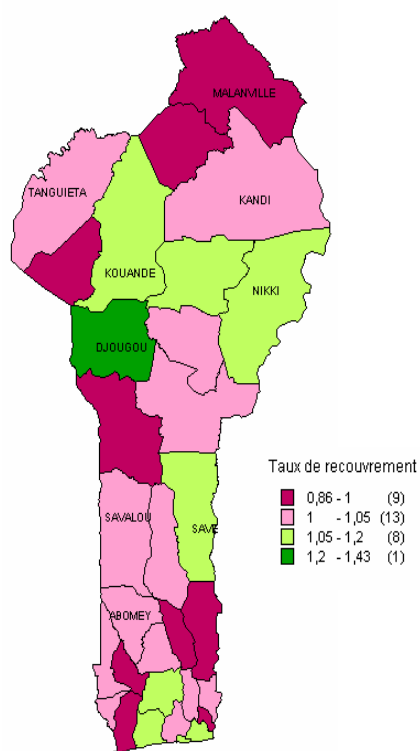 MALANVILLE
TANGUIETA
KANDI
KOUANDE
NIKKI
DJOUGOU
Taux de recouvrement
0,86 - 1 (9)
1 - 1,05 (13)
1,05 - 1,2 (8)
1,2 - 1,43 (1)
SAVALOU
SAVE
ABOMEY